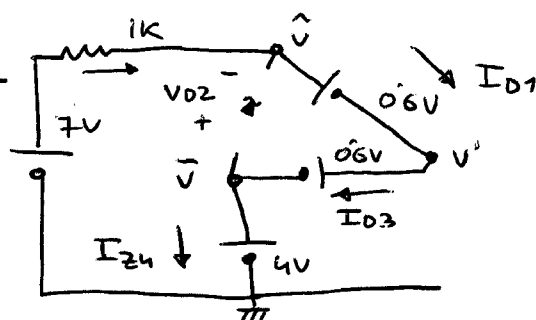 1K
V̂
I_D1
V_D2
-
+
0'6V
7V
V̄
0'6V
V'
I_D3
I_Z4
4V